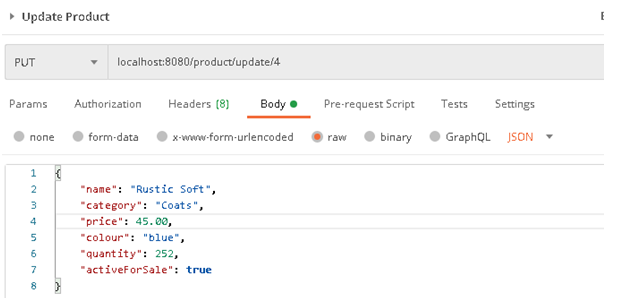 Update Product
PUT localhost:8080/product/update/4
Params Authorization Headers [8] Body Pre-request Script Tests Settings
none form-data x-www-form-urlencoded raw binary GraphQL JSON
1 {
2 "name": "Rustic Soft",
3 "category": "Coats",
4 "price": 45.00,
5 "colour": "blue",
6 "quantity": 252,
7 "activeForSale": true
8 }